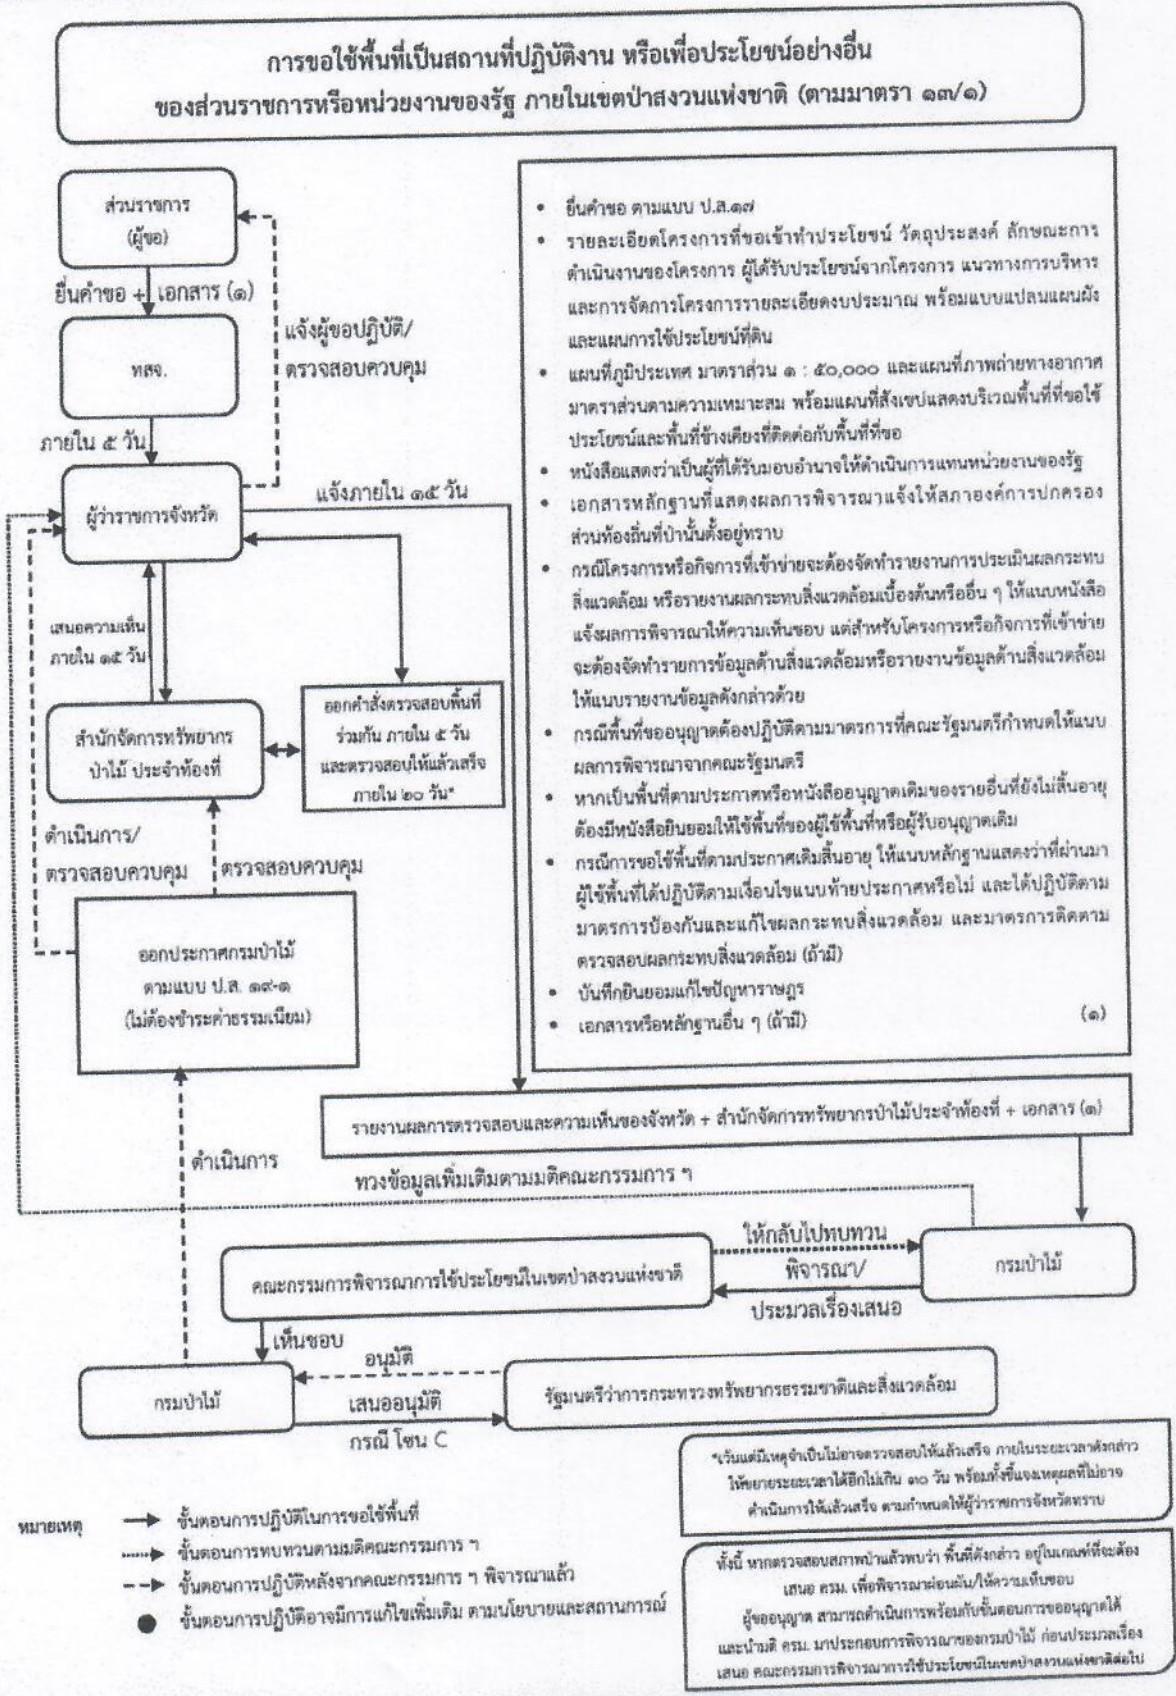 การขอใช้พื้นที่เป็นสถานที่ปฏิบัติงาน หรือเพื่อประโยชน์อย่างอื่น
ของส่วนราชการหรือหน่วยงานของรัฐ ภายในเขตป่าสงวนแห่งชาติ (ตามมาตรา ๑๓/๑)
ส่วนราชการ
(ผู้ขอ)
ยื่นคำขอ + เอกสาร (๑)
ทสจ.
แจ้งผู้ขอปฏิบัติ/
ตรวจสอบควบคุม
ภายใน ๕ วัน
ผู้ว่าราชการจังหวัด
แจ้งภายใน ๑๕ วัน
เสนอความเห็น
ภายใน ๑๕ วัน
สำนักจัดการทรัพยากร
ป่าไม้ ประจำท้องที่
ออกคำสั่งตรวจสอบพื้นที่
ร่วมกัน ภายใน ๕ วัน
และตรวจสอบให้แล้วเสร็จ
ภายใน ๒๐ วัน*
ดำเนินการ/
ตรวจสอบควบคุม
ตรวจสอบควบคุม
ออกประกาศกรมป่าไม้
ตามแบบ ป.ส. ๑๙-๑
(ไม่ต้องชำระค่าธรรมเนียม)
• ยื่นคำขอ ตามแบบ ป.ส.๑๗
• รายละเอียดโครงการที่ขอเข้าทำประโยชน์ วัตถุประสงค์ ลักษณะการ
ดำเนินงานของโครงการ ผู้ได้รับประโยชน์จากโครงการ แนวทางการบริหาร
และการจัดการโครงการรายละเอียดงบประมาณ พร้อมแบบแปลนแผนผัง
และแผนการใช้ประโยชน์ที่ดิน
• แผนที่ภูมิประเทศ มาตราส่วน ๑ : ๕๐,๐๐๐ และแผนที่ภาพถ่ายทางอากาศ
มาตราส่วนตามความเหมาะสม พร้อมแผนที่สังเขปแสดงบริเวณพื้นที่ที่ขอใช้
ประโยชน์และพื้นที่ข้างเคียงที่ติดต่อกับพื้นที่ที่ขอ
• หนังสือแสดงว่าเป็นผู้ที่ได้รับมอบอำนาจให้ดำเนินการแทนหน่วยงานของรัฐ
• เอกสารหลักฐานที่แสดงผลการพิจารณาแจ้งให้สภาองค์การปกครอง
ส่วนท้องถิ่นที่ป่านั้นตั้งอยู่ทราบ
• กรณีโครงการหรือกิจการที่เข้าข่ายจะต้องจัดทำรายงานการประเมินผลกระทบ
สิ่งแวดล้อม หรือรายงานผลกระทบสิ่งแวดล้อมเบื้องต้นหรืออื่น ๆ ให้แนบหนังสือ
แจ้งผลการพิจารณาให้ความเห็นชอบ แต่สำหรับโครงการหรือกิจการที่เข้าข่าย
จะต้องจัดทำรายการข้อมูลด้านสิ่งแวดล้อมหรือรายงานข้อมูลด้านสิ่งแวดล้อม
ให้แนบรายงานข้อมูลดังกล่าวด้วย
• กรณีพื้นที่ขออนุญาตต้องปฏิบัติตามมาตรการที่คณะรัฐมนตรีกำหนดให้แนบ
ผลการพิจารณาจากคณะรัฐมนตรี
• หากเป็นพื้นที่ตามประกาศหรือหนังสืออนุญาตเดิมของรายอื่นที่ยังไม่สิ้นอายุ
ต้องมีหนังสือยินยอมให้ใช้พื้นที่ของผู้ใช้พื้นที่หรือผู้รับอนุญาตเดิม
• กรณีการขอใช้พื้นที่ตามประกาศเดิมสิ้นอายุ ให้แนบหลักฐานแสดงว่าที่ผ่านมา
ผู้ใช้พื้นที่ได้ปฏิบัติตามเงื่อนไขแนบท้ายประกาศหรือไม่ และได้ปฏิบัติตาม
มาตรการป้องกันและแก้ไขผลกระทบสิ่งแวดล้อม และมาตรการติดตาม
ตรวจสอบผลกระทบสิ่งแวดล้อม (ถ้ามี)
• บันทึกยินยอมแก้ไขปัญหาราษฎร
• เอกสารหรือหลักฐานอื่น ๆ (ถ้ามี) (๑)
รายงานผลการตรวจสอบและความเห็นของจังหวัด + สำนักจัดการทรัพยากรป่าไม้ประจำท้องที่ + เอกสาร (๑)
ดำเนินการ
ทวงข้อมูลเพิ่มเติมตามมติคณะกรรมการ ฯ
คณะกรรมการพิจารณาการใช้ประโยชน์ในเขตป่าสงวนแห่งชาติ
ให้กลับไปทบทวน
พิจารณา/
ประมวลเรื่องเสนอ
กรมป่าไม้
เห็นชอบ
กรมป่าไม้
อนุมัติ
เสนออนุมัติ
กรณี โซน C
รัฐมนตรีว่าการกระทรวงทรัพยากรธรรมชาติและสิ่งแวดล้อม
*เว้นแต่มีเหตุจำเป็นไม่อาจตรวจสอบให้แล้วเสร็จ ภายในระยะเวลาดังกล่าว
ให้ขยายระยะเวลาได้อีกไม่เกิน ๓๐ วัน พร้อมทั้งชี้แจงเหตุผลที่ไม่อาจ
ดำเนินการให้แล้วเสร็จ ตามกำหนดให้ผู้ว่าราชการจังหวัดทราบ
หมายเหตุ
ขั้นตอนการปฏิบัติในการขอใช้พื้นที่
ขั้นตอนการทบทวนตามมติคณะกรรมการ ฯ
ขั้นตอนการปฏิบัติหลังจากคณะกรรมการ ฯ พิจารณาแล้ว
ขั้นตอนการปฏิบัติอาจมีการแก้ไขเพิ่มเติม ตามนโยบายและสถานการณ์
ทั้งนี้ หากตรวจสอบสภาพป่าแล้วพบว่า พื้นที่ดังกล่าว อยู่ในเกณฑ์ที่จะต้อง
เสนอ ครม. เพื่อพิจารณาผ่อนผัน/ให้ความเห็นชอบ
ผู้ขออนุญาต สามารถดำเนินการพร้อมกับขั้นตอนการขออนุญาตได้
และนำมติ ครม. มาประกอบการพิจารณาของกรมป่าไม้ ก่อนประมวลเรื่อง
เสนอ คณะกรรมการพิจารณาการใช้ประโยชน์ในเขตป่าสงวนแห่งชาติต่อไป